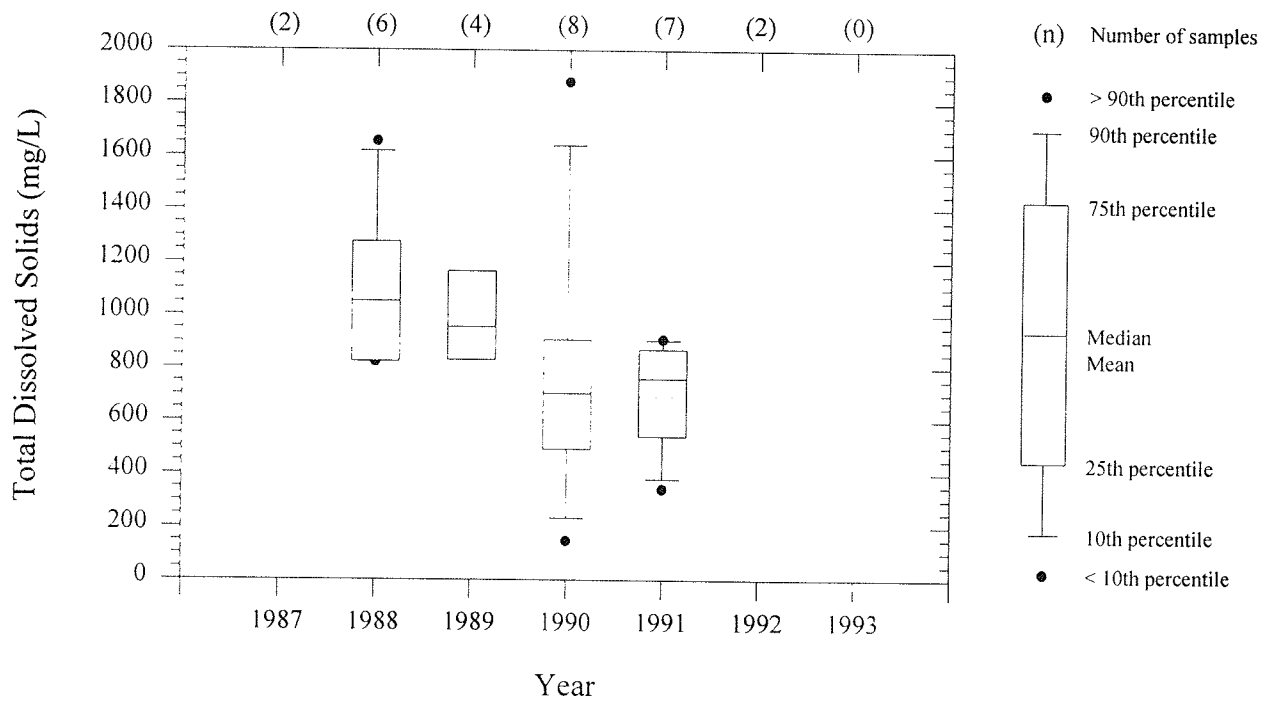 (2) (6) (4) (8) (7) (2) (0)
(n) Number of samples
> 90th percentile
90th percentile
75th percentile
Median
Mean
25th percentile
10th percentile
< 10th percentile
Total Dissolved Solids (mg/L)
2000
1800
1600
1400
1200
1000
800
600
400
200
0
1987 1988 1989 1990 1991 1992 1993
Year